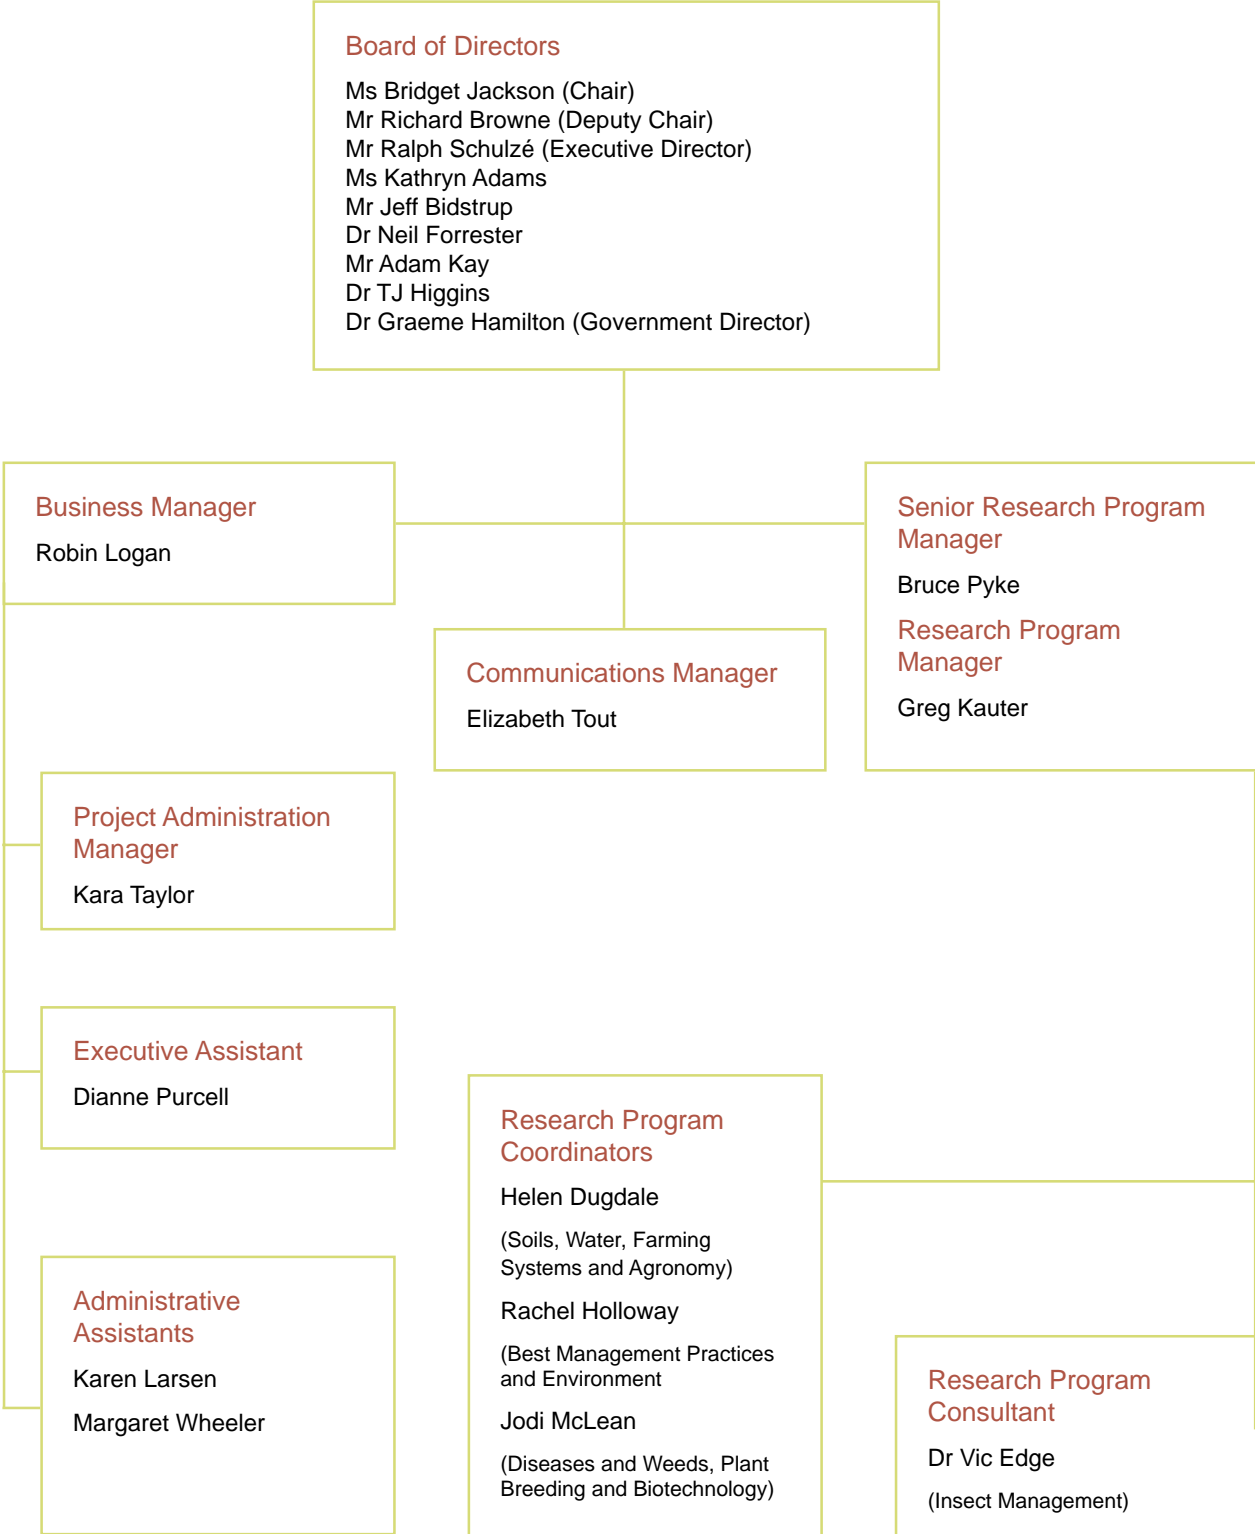 Board of Directors
Ms Bridget Jackson (Chair)
Mr Richard Browne (Deputy Chair)
Mr Ralph Schulzé (Executive Director)
Ms Kathryn Adams
Mr Jeff Bidstrup
Dr Neil Forrester
Mr Adam Kay
Dr TJ Higgins
Dr Graeme Hamilton (Government Director)
Business Manager
Robin Logan
Senior Research Program
Manager
Bruce Pyke
Research Program
Manager
Greg Kauter
Communications Manager
Elizabeth Tout
Project Administration
Manager
Kara Taylor
Executive Assistant
Dianne Purcell
Administrative
Assistants
Karen Larsen
Margaret Wheeler
Research Program
Coordinators
Helen Dugdale
(Soils, Water, Farming
Systems and Agronomy)
Rachel Holloway
(Best Management Practices
and Environment
Jodi McLean
(Diseases and Weeds, Plant
Breeding and Biotechnology)
Research Program
Consultant
Dr Vic Edge
(Insect Management)